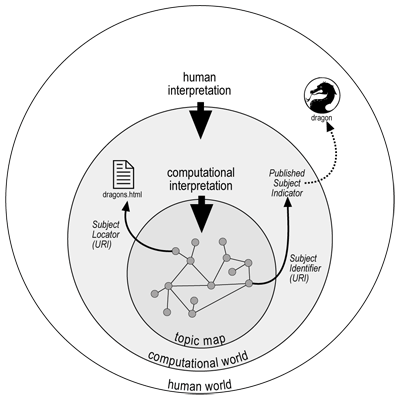 human
interpretation
dragon
computational
interpretation
dragons.html
Published
Subject
Indicator
Subject
Locator
(URI)
Subject
Identifier
(URI)
topic map
computational world
human world